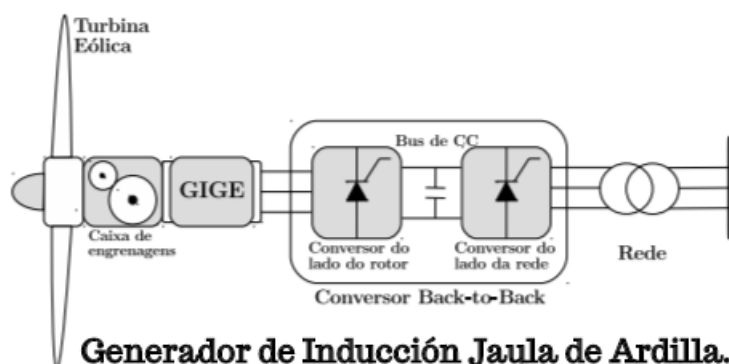 Turbina
Eólica
Bus de CC
GIGE
Caixa de
engrenagens
Conversor do
lado do rotor
Conversor do
lado da rede
Rede
Conversor Back-to-Back
Generador de Inducción Jaula de Ardilla.